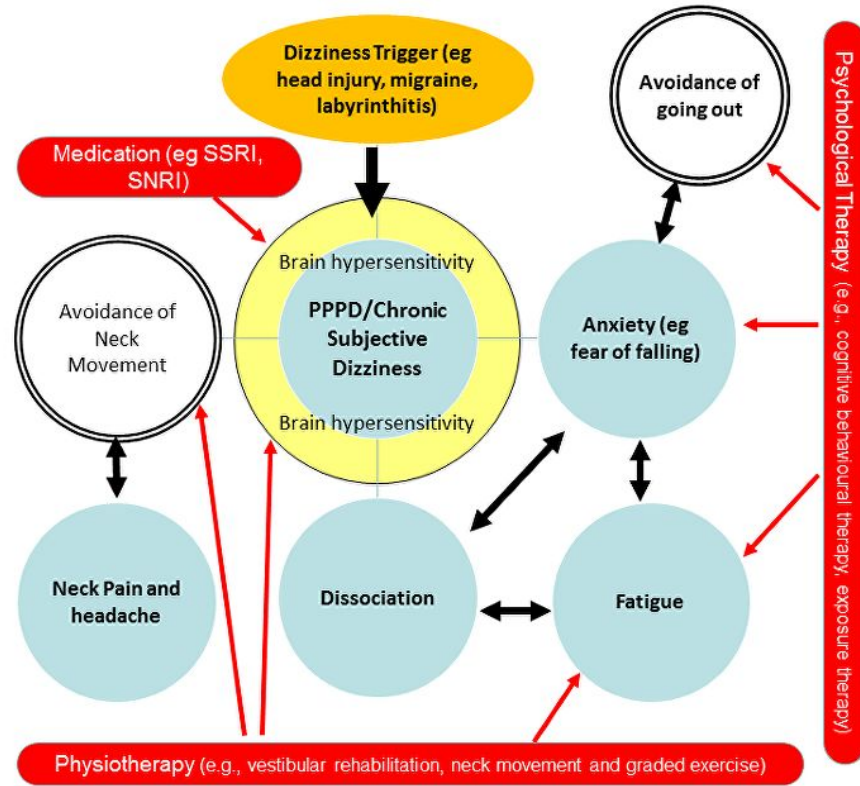 Dizziness Trigger (eg
head injury, migraine,
labyrinthitis)
Avoidance of
going out
Medication (eg SSRI,
SNRI)
Brain hypersensitivity
PPPD/Chronic
Subjective
Dizziness
Brain hypersensitivity
Avoidance of
Neck
Movement
Anxiety (eg
fear of falling)
Neck Pain and
headache
Dissociation
Fatigue
Psychological Therapy (e.g., cognitive behavioural therapy, exposure therapy)
Physiotherapy (e.g., vestibular rehabilitation, neck movement and graded exercise)